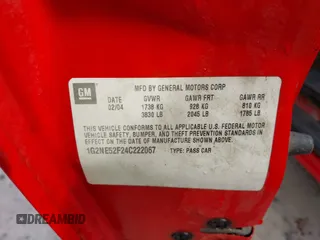 GM
MFD BY GENERAL MOTORS CORP
DATE GVWR GAWR FRT GAWR RR
02/04 1738 KG 928 KG 810 KG
3830 LB 2045 LB 1785 LB
THIS VEHICLE CONFORMS TO ALL APPLICABLE U.S. FEDERAL MOTOR
VEHICLE SAFETY, BUMPER, AND THEFT PREVENTION STANDARDS IN
EFFECT ON THE DATE OF MANUFACTURE SHOWN ABOVE.
1G2NE52F24C222067 TYPE: PASS CAR
DREAMBID